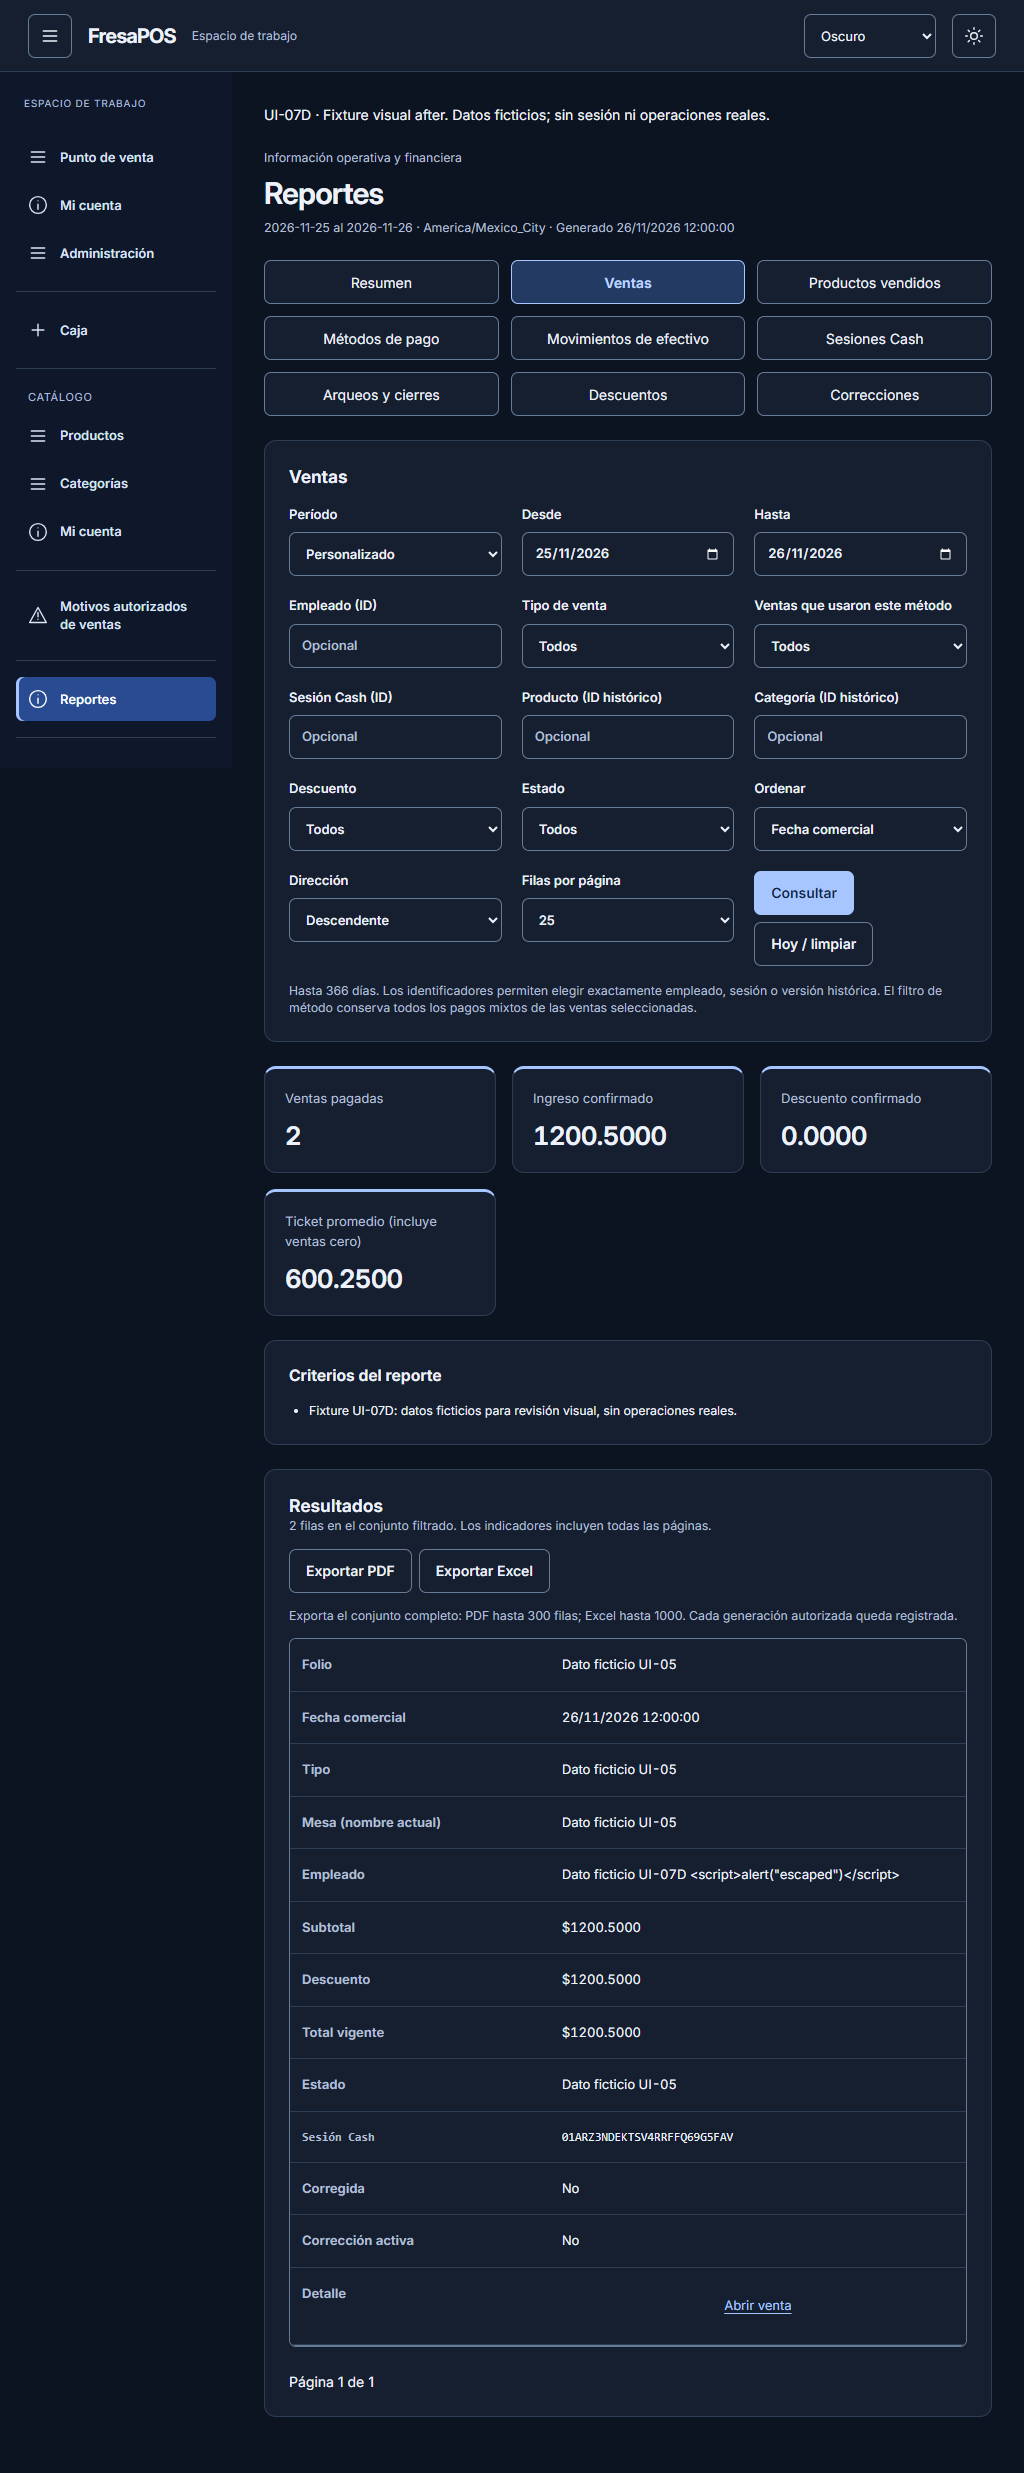 FresaPOS
Espacio de trabajo
Oscuro
ESPACIO DE TRABAJO
Punto de venta
Mi cuenta
Administración
Caja
CATÁLOGO
Productos
Categorías
Mi cuenta
Motivos autorizados
de ventas
Reportes
UI-07D · Fixture visual after. Datos ficticios; sin sesión ni operaciones reales.
Información operativa y financiera
Reportes
2026-11-25 al 2026-11-26 · America/Mexico_City · Generado 26/11/2026 12:00:00
Resumen
Ventas
Productos vendidos
Métodos de pago
Movimientos de efectivo
Sesiones Cash
Arqueos y cierres
Descuentos
Correcciones
Ventas
Período
Desde
Hasta
Personalizado
25/11/2026
26/11/2026
Empleado (ID)
Tipo de venta
Ventas que usaron este método
Opcional
Todos
Todos
Sesión Cash (ID)
Producto (ID histórico)
Categoría (ID histórico)
Opcional
Opcional
Opcional
Descuento
Estado
Ordenar
Todos
Todos
Fecha comercial
Dirección
Filas por página
Descendente
25
Consultar
Hoy / limpiar
Hasta 366 días. Los identificadores permiten elegir exactamente empleado, sesión o versión histórica. El filtro de
método conserva todos los pagos mixtos de las ventas seleccionadas.
Ventas pagadas
2
Ingreso confirmado
1200.5000
Descuento confirmado
0.0000
Ticket promedio (incluye
ventas cero)
600.2500
Criterios del reporte
• Fixture UI-07D: datos ficticios para revisión visual, sin operaciones reales.
Resultados
2 filas en el conjunto filtrado. Los indicadores incluyen todas las páginas.
Exportar PDF
Exportar Excel
Exporta el conjunto completo: PDF hasta 300 filas; Excel hasta 1000. Cada generación autorizada queda registrada.
Folio Dato ficticio UI-05
Fecha comercial 26/11/2026 12:00:00
Tipo Dato ficticio UI-05
Mesa (nombre actual) Dato ficticio UI-05
Empleado Dato ficticio UI-07D <script>alert("escaped")</script>
Subtotal $1200.5000
Descuento $1200.5000
Total vigente $1200.5000
Estado Dato ficticio UI-05
Sesión Cash 01ARZ3NDEKTSV4RRFFQ69G5FAV
Corregida No
Corrección activa No
Detalle Abrir venta
Página 1 de 1